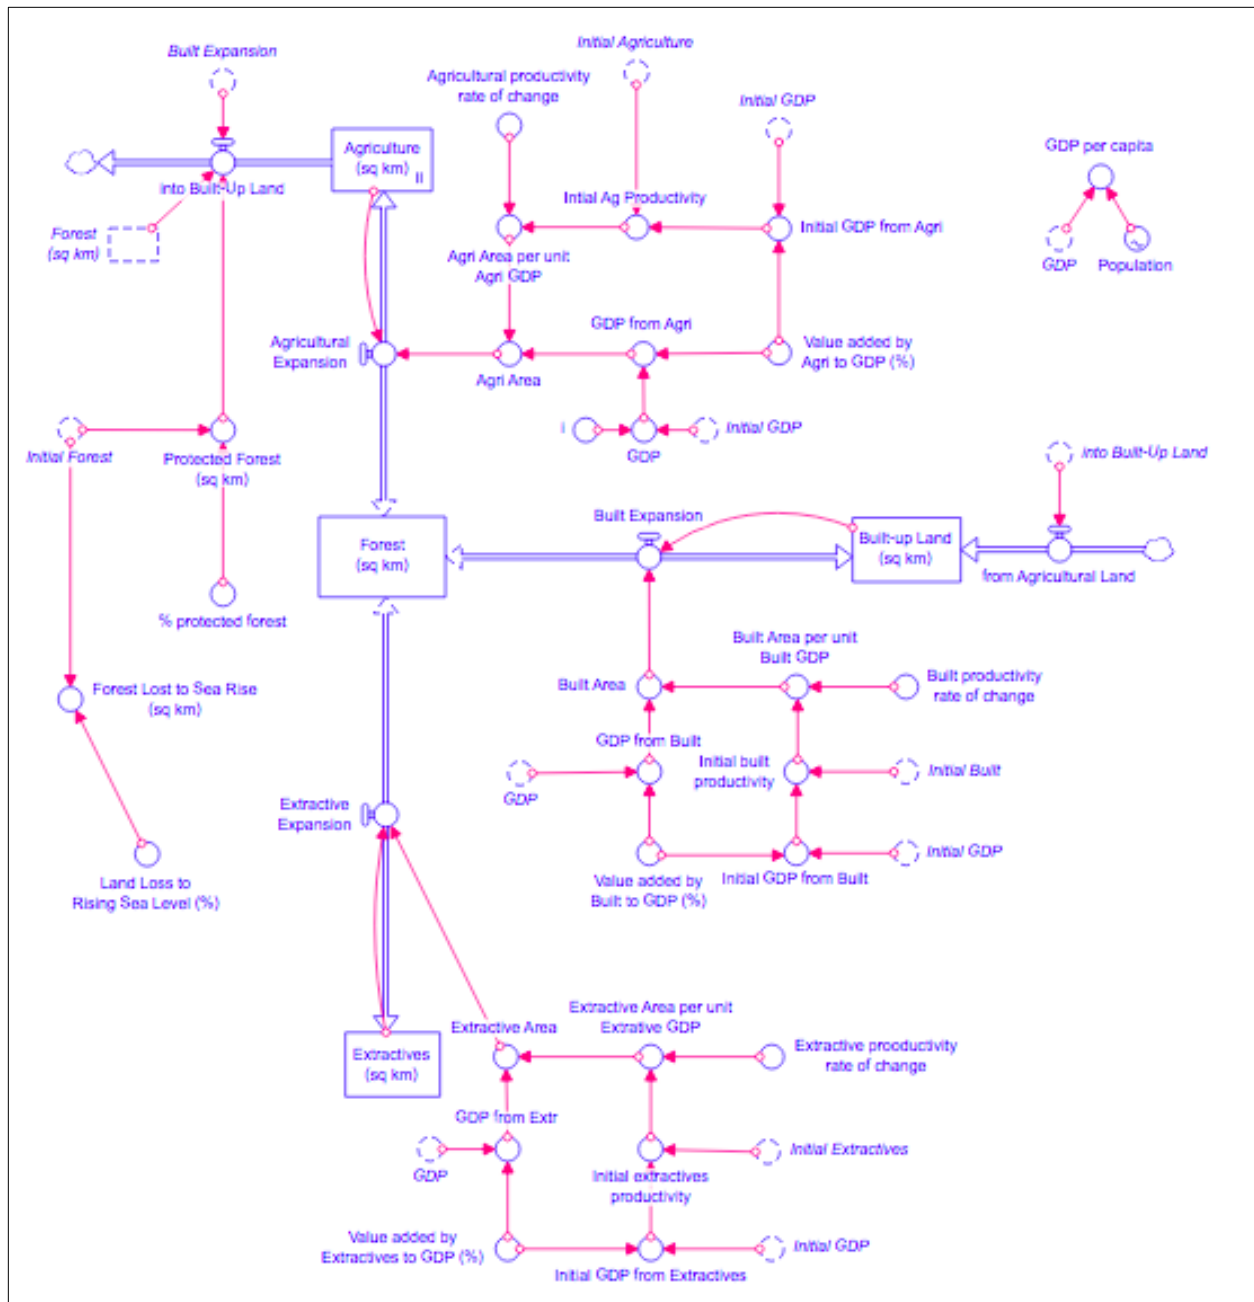 Built Expansion
Initial Agriculture
Agricultural productivity
rate of change
Initial GDP
Agriculture
(sq km)
GDP per capita
into Built-Up Land
Intial Ag Productivity
Initial GDP from Agri
Forest
(sq km)
Agri Area per unit
Agri GDP
GDP
Population
GDP from Agri
Agricultural
Expansion
Value added by
Agri to GDP (%)
Agri Area
i
Initial GDP
GDP
Initial Forest
Protected Forest
(sq km)
into Built-Up Land
Built Expansion
Forest
(sq km)
Built-up Land
(sq km)
from Agricultural Land
% protected forest
Built Area per unit
Built GDP
Forest Lost to Sea Rise
(sq km)
Built Area
Built productivity
rate of change
GDP from Built
Initial built
productivity
Initial Built
GDP
Extractive
Expansion
Initial GDP
Land Loss to
Rising Sea Level (%)
Value added by
Built to GDP (%)
Initial GDP from Built
Extractive Area per unit
Extrative GDP
Extractive Area
Extractives
(sq km)
Extractive prooductivity
rate of change
GDP from Extr
GDP
Initial Extractives
Initial extractives
productivity
Value added by
Extractives to GDP (%)
Initial GDP
Initial GDP from Extractives